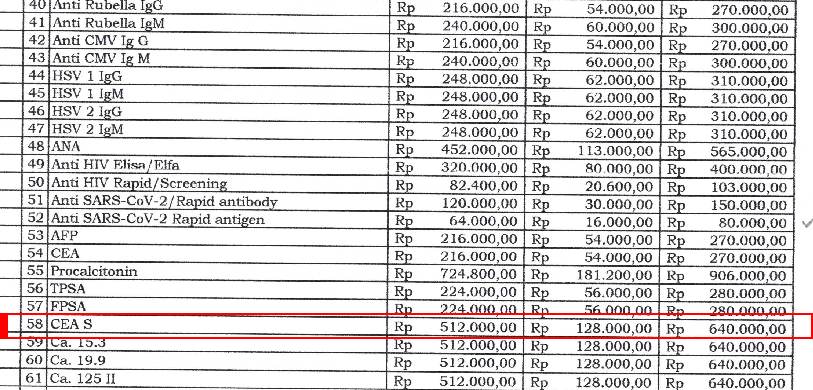 40 Anti Rubella IgG Rp 216.000,00 Rp 54.000,00 Rp 270.000,00
41 Anti Rubella IgM Rp 240.000,00 Rp 60.000,00 Rp 300.000,00
42 Anti CMV Ig G Rp 216.000,00 Rp 54.000,00 Rp 270.000,00
43 Anti CMV Ig M Rp 240.000,00 Rp 60.000,00 Rp 300.000,00
44 HSV 1 IgG Rp 248.000,00 Rp 62.000,00 Rp 310.000,00
45 HSV 1 IgM Rp 248.000,00 Rp 62.000,00 Rp 310.000,00
46 HSV 2 IgG Rp 248.000,00 Rp 62.000,00 Rp 310.000,00
47 HSV 2 IgM Rp 248.000,00 Rp 62.000,00 Rp 310.000,00
48 ANA Rp 452.000,00 Rp 113.000,00 Rp 565.000,00
49 Anti HIV Elisa/Elfa Rp 320.000,00 Rp 80.000,00 Rp 400.000,00
50 Anti HIV Rapid/Screening Rp 82.400,00 Rp 20.600,00 Rp 103.000,00
51 Anti SARS-CoV-2/Rapid antibody Rp 120.000,00 Rp 30.000,00 Rp 150.000,00
52 Anti SARS-CoV-2 Rapid antigen Rp 64.000,00 Rp 16.000,00 Rp 80.000,00
53 AFP Rp 216.000,00 Rp 54.000,00 Rp 270.000,00
54 CEA Rp 216.000,00 Rp 54.000,00 Rp 270.000,00
55 Procalcitonin Rp 724.800,00 Rp 181.200,00 Rp 906.000,00
56 TPSA Rp 224.000,00 Rp 56.000,00 Rp 280.000,00
57 FPSA Rp 224.000,00 Rp 56.000,00 Rp 280.000,00
58 CEA S Rp 512.000,00 Rp 128.000,00 Rp 640.000,00
59 Ca. 15.3 Rp 512.000,00 Rp 128.000,00 Rp 640.000,00
60 Ca. 19.9 Rp 512.000,00 Rp 128.000,00 Rp 640.000,00
61 Ca. 125 II Rp 512.000,00 Rp 128.000,00 Rp 640.000,00